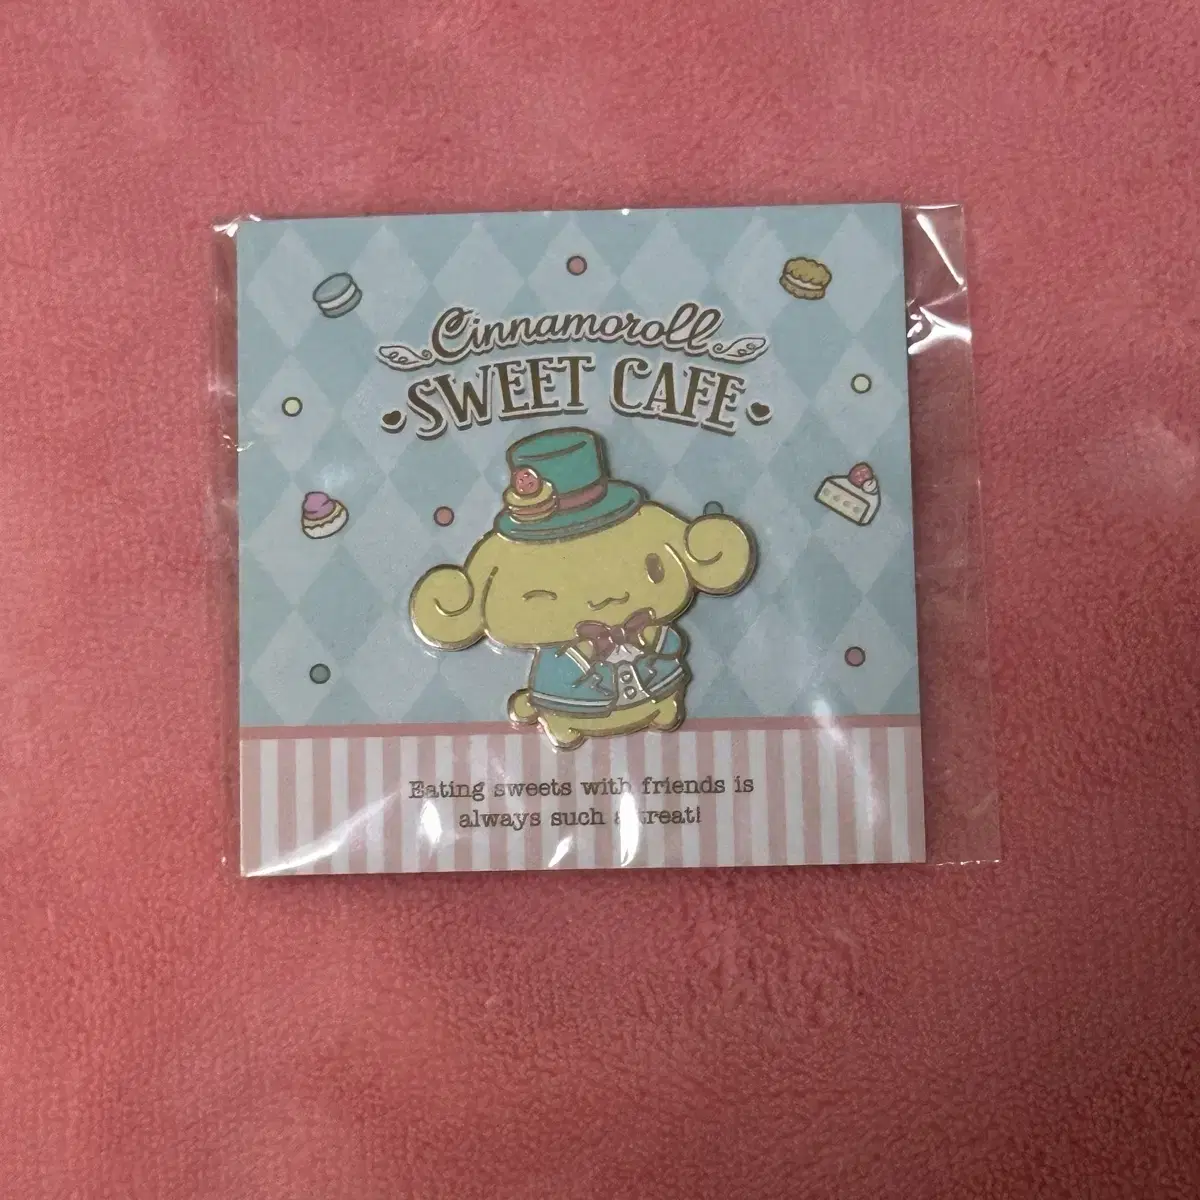 Cinnamoroll
SWEET CAFE
Eating sweets with friends is
always such a treat!